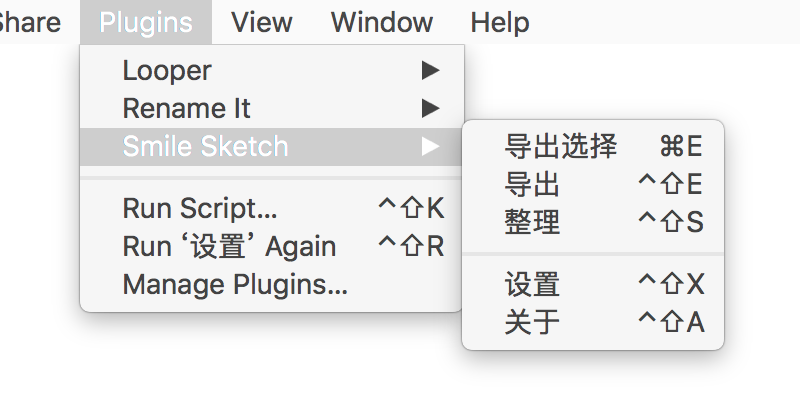 Share Plugins View Window Help
Looper ▶
Rename It ▶
Smile Sketch ▶
Run Script... ^⇧K
Run ‘设置’ Again ^⇧R
Manage Plugins...
导出选择 ⌘E
导出 ^⇧E
整理 ^⇧S
设置 ^⇧X
关于 ^⇧A